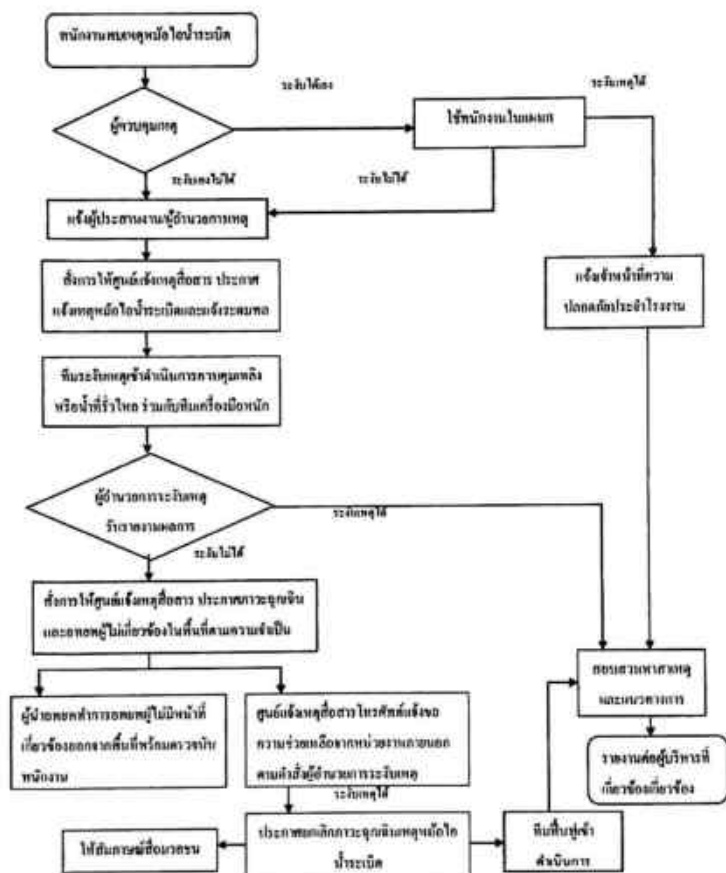 พนักงานพบเหตุหม้อไอน้ำระเบิด
ระงับได้เอง
ระงับเหตุได้
ผู้ควบคุมเหตุ
ใช้พนักงานในแผนก
ระงับเองไม่ได้
ระงับไม่ได้
แจ้งผู้ประสานงาน/ผู้อำนวยการเหตุ
สั่งการให้ศูนย์แจ้งเหตุสื่อสาร ประกาศ
แจ้งเหตุหม้อไอน้ำระเบิดและแจ้งระดมพล
แจ้งเจ้าหน้าที่ความ
ปลอดภัยประจำโรงงาน
ทีมระงับเหตุเข้าดำเนินการควบคุมเพลิง
หรือน้ำที่รั่วไหล ร่วมกับทีมเครื่องมือหนัก
ผู้อำนวยการระงับเหตุ
รับรายงานผลการ
ระงับเหตุได้
ระงับไม่ได้
สั่งการให้ศูนย์แจ้งเหตุสื่อสาร ประกาศภาวะฉุกเฉิน
และอพยพผู้ไม่เกี่ยวข้องในพื้นที่ตามความจำเป็น
สอบสวนหาสาเหตุ
และแนวทางการ
ผู้นำอพยพทำการอพยพผู้ไม่มีหน้าที่
เกี่ยวข้องออกจากพื้นที่พร้อมตรวจนับ
พนักงาน
ศูนย์แจ้งเหตุสื่อสารโทรศัพท์แจ้งขอ
ความช่วยเหลือจากหน่วยงานภายนอก
ตามคำสั่งผู้อำนวยการระงับเหตุ
รายงานต่อผู้บริหารที่
เกี่ยวข้องเกี่ยวข้อง
ระงับเหตุได้
ให้สัมภาษณ์สื่อมวลชน
ประกาศยกเลิกภาวะฉุกเฉินเหตุหม้อไอ
น้ำระเบิด
ทีมฟื้นฟูเข้า
ดำเนินการ